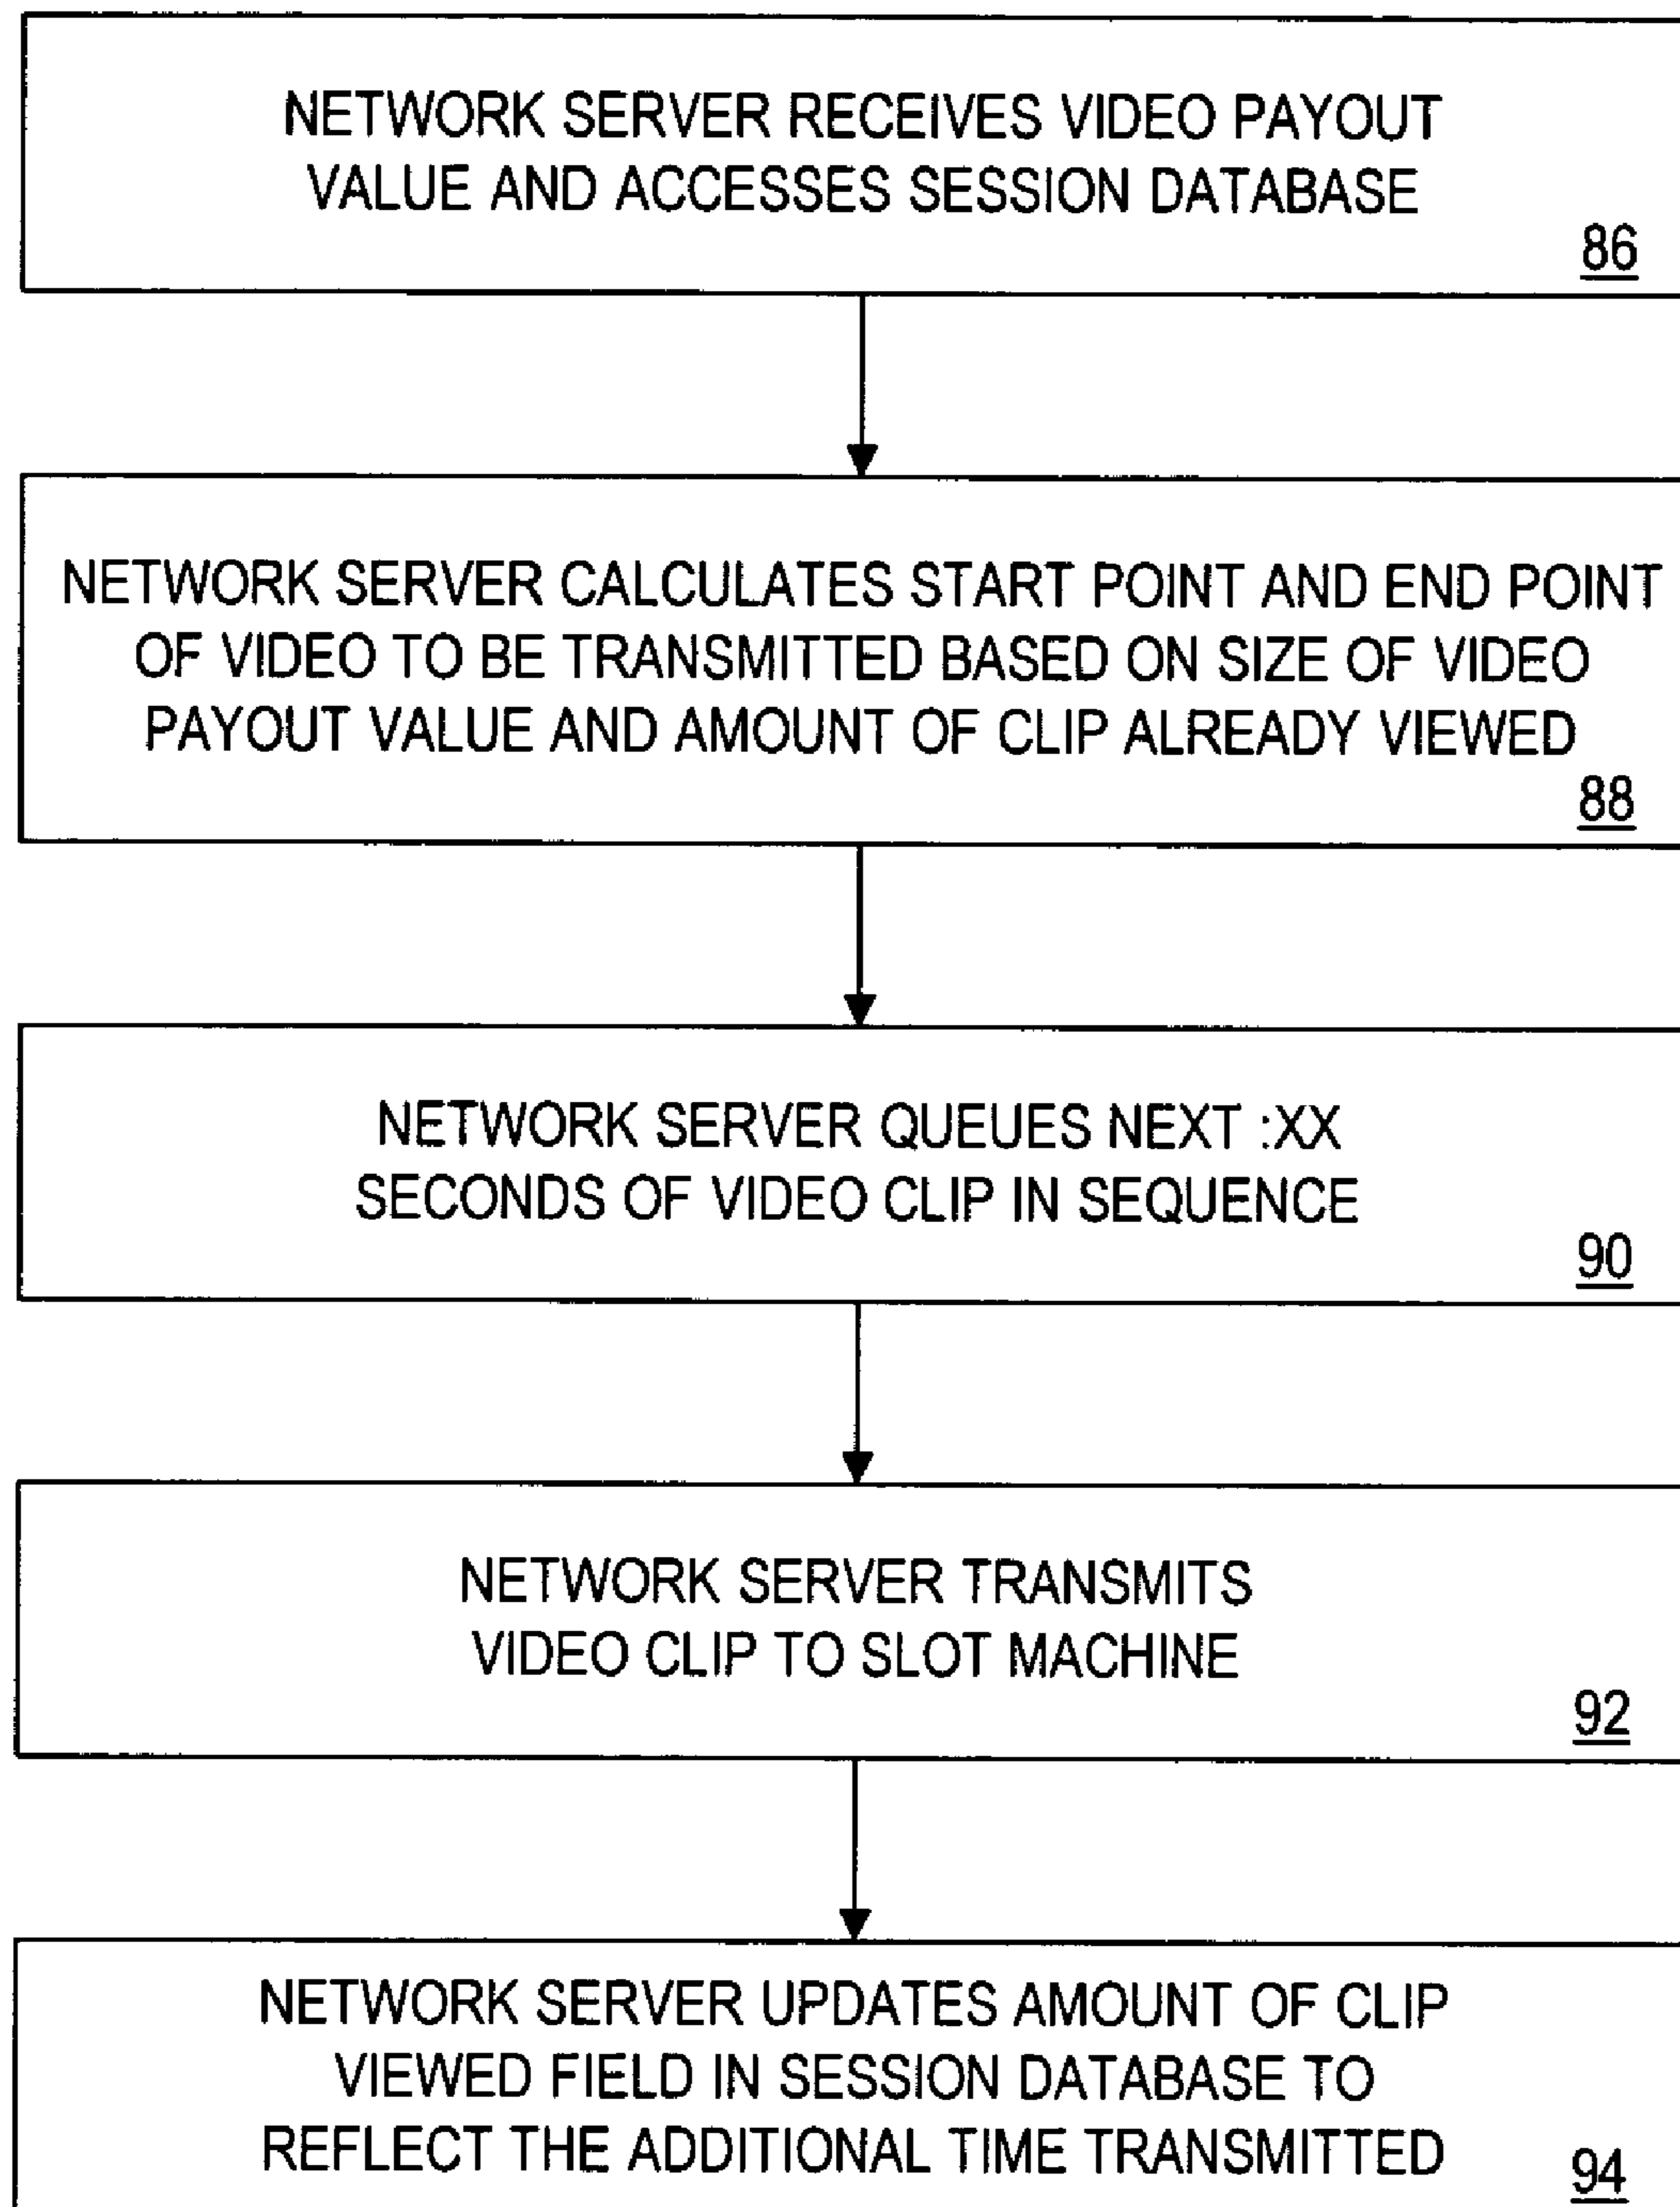 NETWORK SERVER RECEIVES VIDEO PAYOUT
VALUE AND ACCESSES SESSION DATABASE
86
NETWORK SERVER CALCULATES START POINT AND END POINT
OF VIDEO TO BE TRANSMITTED BASED ON SIZE OF VIDEO
PAYOUT VALUE AND AMOUNT OF CLIP ALREADY VIEWED
88
NETWORK SERVER QUEUES NEXT :XX
SECONDS OF VIDEO CLIP IN SEQUENCE
90
NETWORK SERVER TRANSMITS
VIDEO CLIP TO SLOT MACHINE
92
NETWORK SERVER UPDATES AMOUNT OF CLIP
VIEWED FIELD IN SESSION DATABASE TO
REFLECT THE ADDITIONAL TIME TRANSMITTED
94